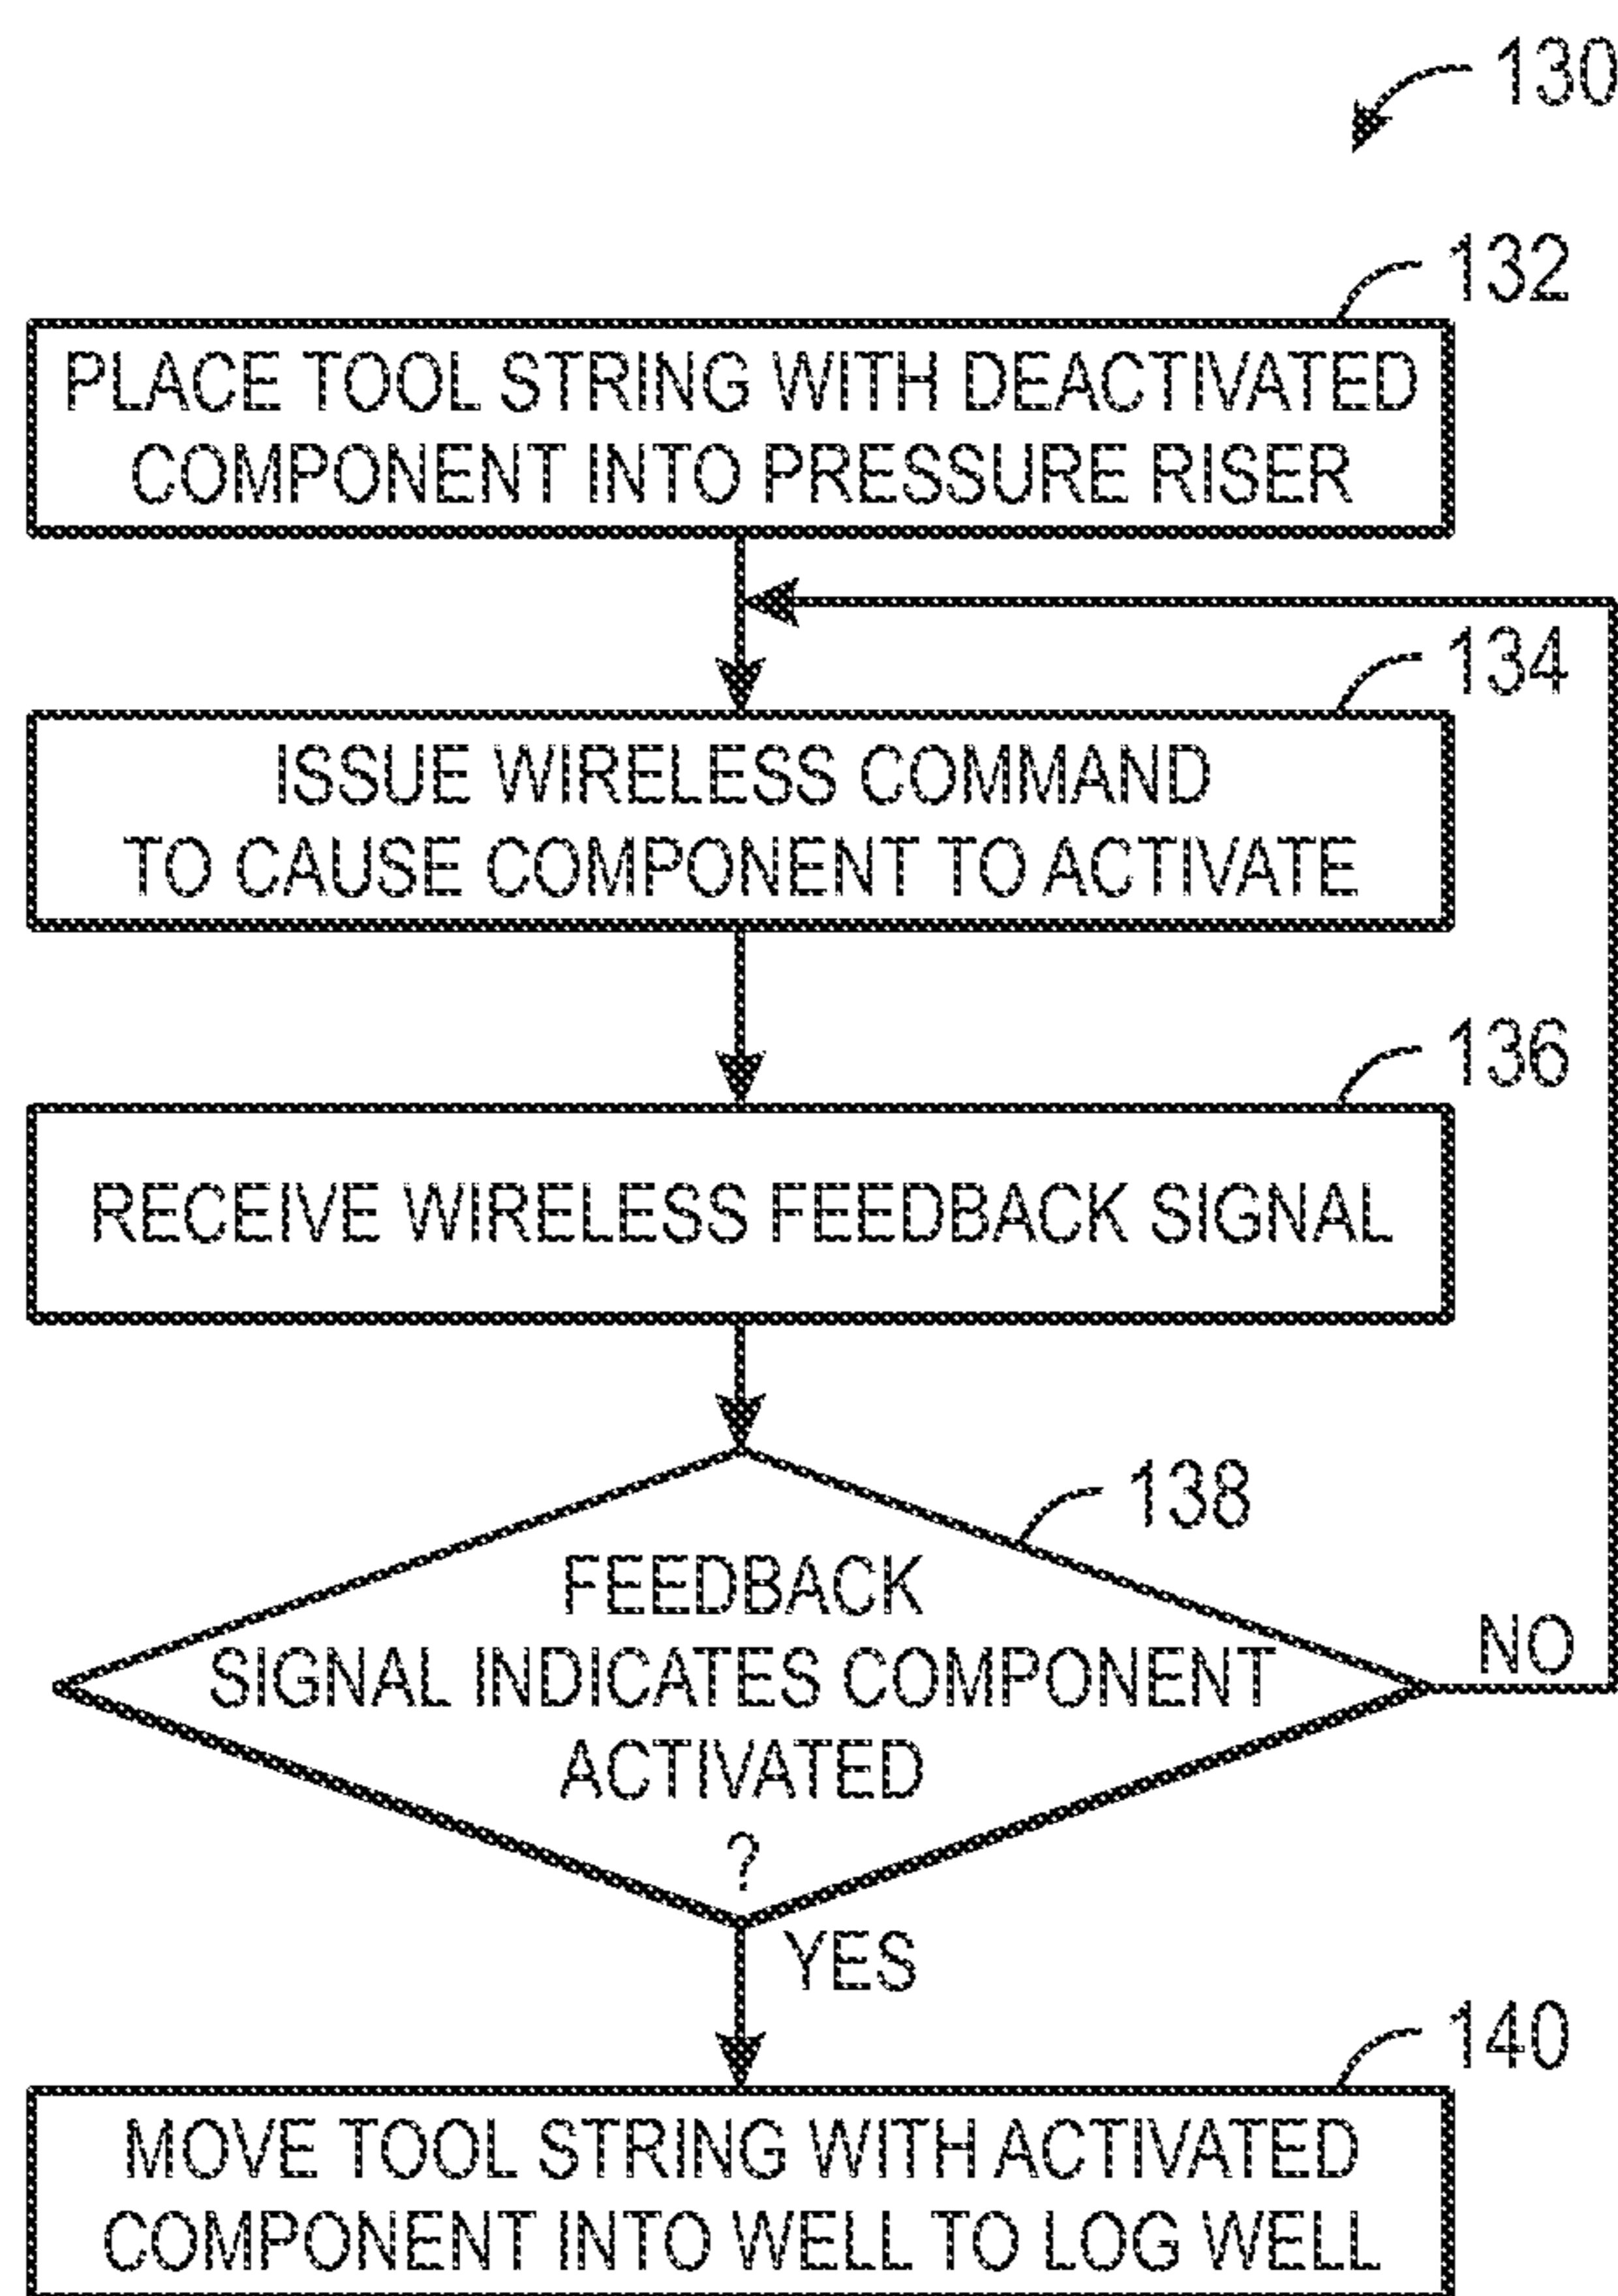 130
132
PLACE TOOL STRING WITH DEACTIVATED
COMPONENT INTO PRESSURE RISER
134
ISSUE WIRELESS COMMAND
TO CAUSE COMPONENT TO ACTIVATE
136
RECEIVE WIRELESS FEEDBACK SIGNAL
138
FEEDBACK
SIGNAL INDICATES COMPONENT
ACTIVATED
?
NO
YES
140
MOVE TOOL STRING WITH ACTIVATED
COMPONENT INTO WELL TO LOG WELL